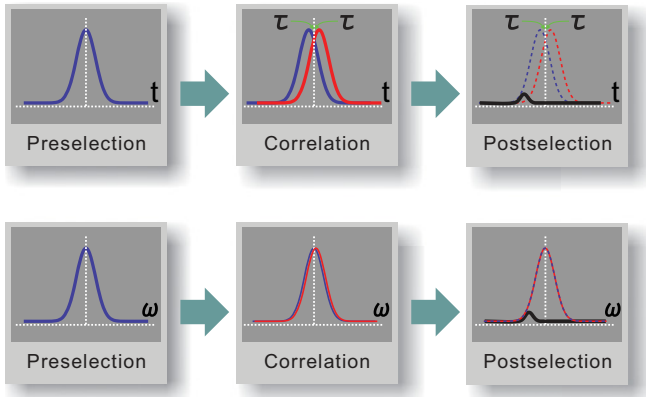 τ τ τ τ
t t t
Preselection Correlation Postselection
ω ω ω
Preselection Correlation Postselection